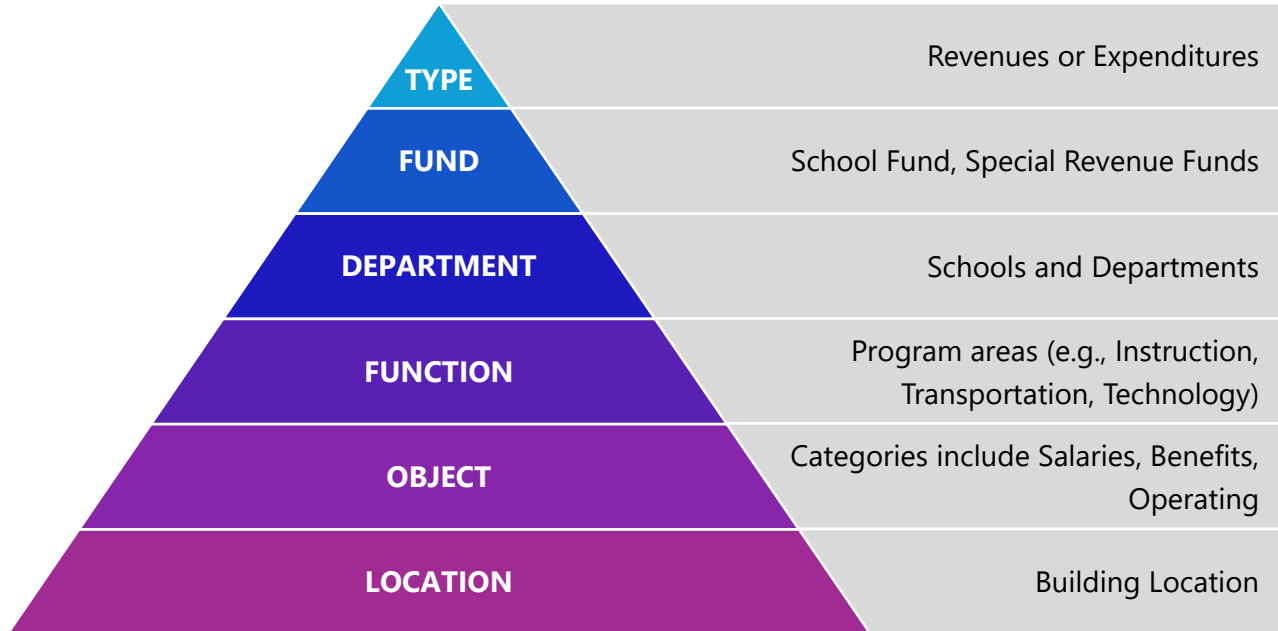 TYPE
Revenues or Expenditures
FUND
School Fund, Special Revenue Funds
DEPARTMENT
Schools and Departments
FUNCTION
Program areas (e.g., Instruction,
Transportation, Technology)
OBJECT
Categories include Salaries, Benefits,
Operating
LOCATION
Building Location